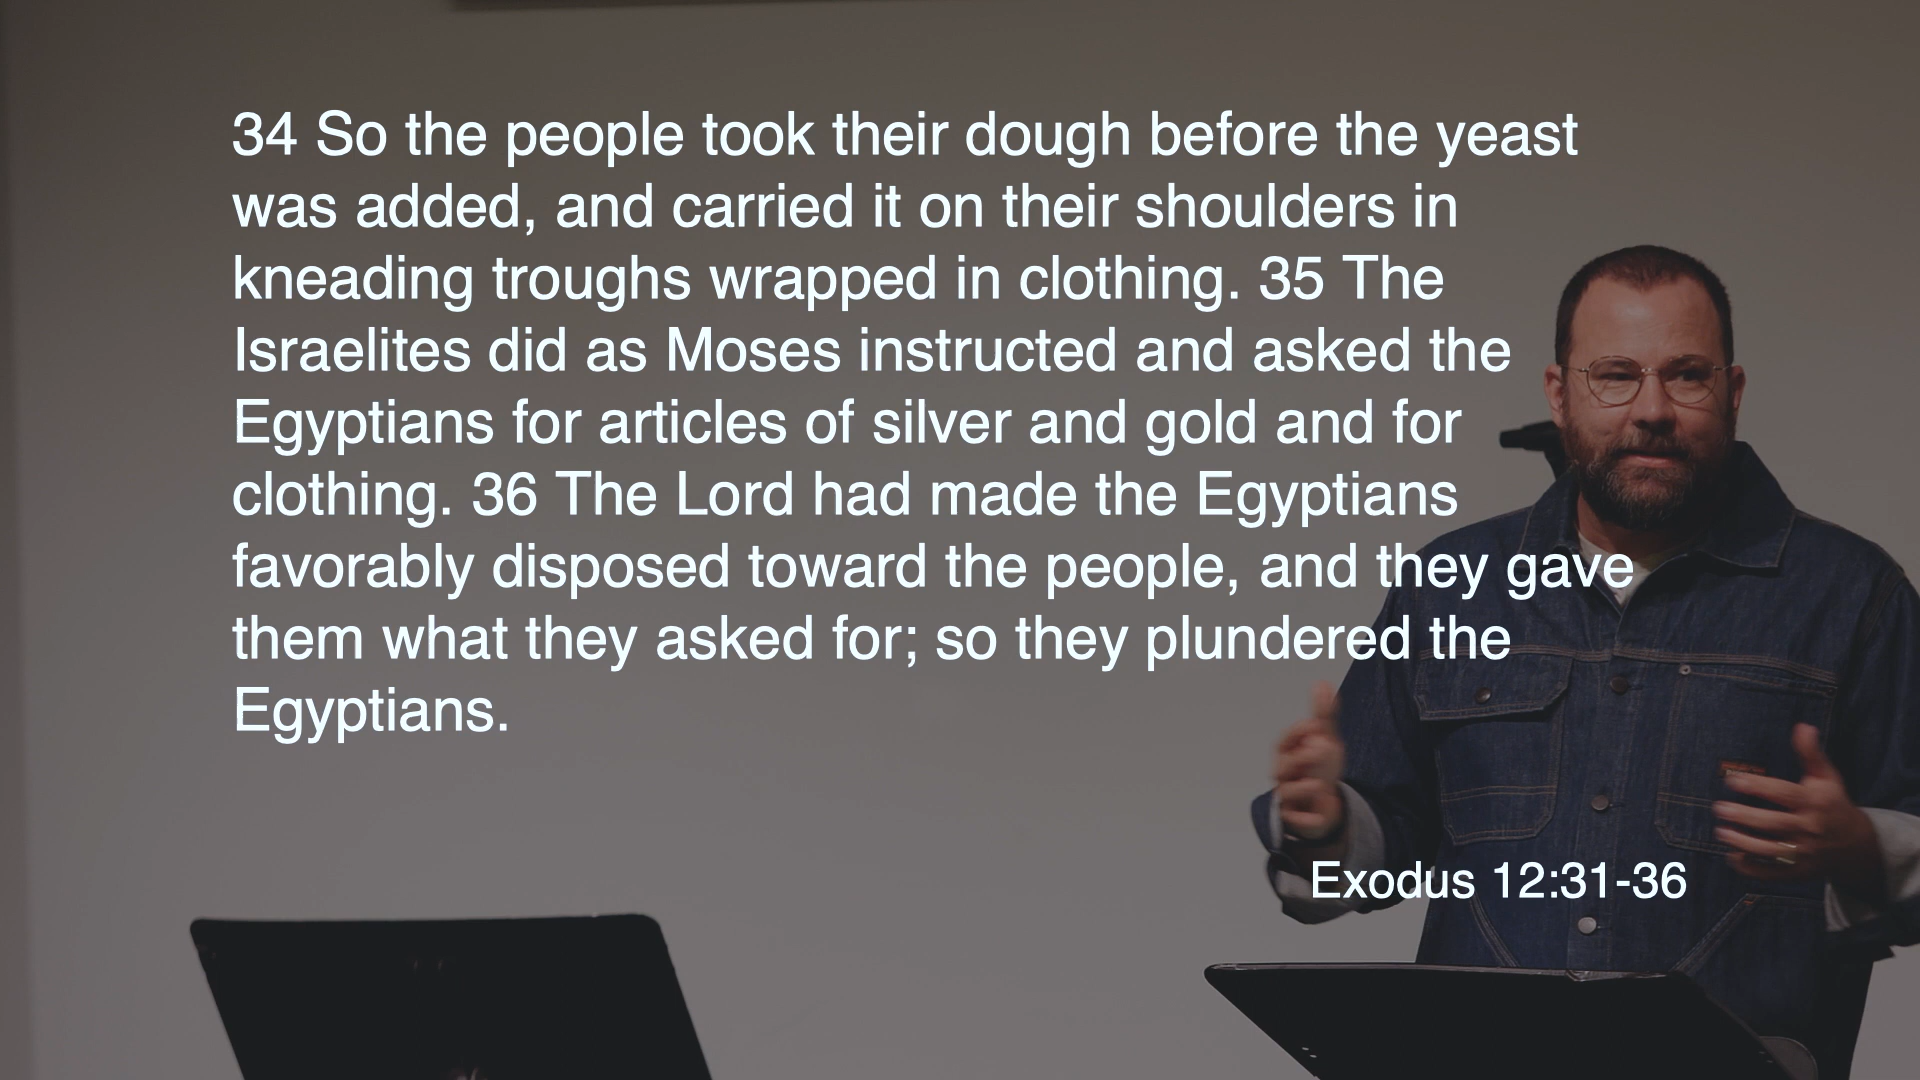 34 So the people took their dough before the yeast
was added, and carried it on their shoulders in
kneading troughs wrapped in clothing. 35 The
Israelites did as Moses instructed and asked the
Egyptians for articles of silver and gold and for
clothing. 36 The Lord had made the Egyptians
favorably disposed toward the people, and they gave
them what they asked for; so they plundered the
Egyptians.
Exodus 12:31-36